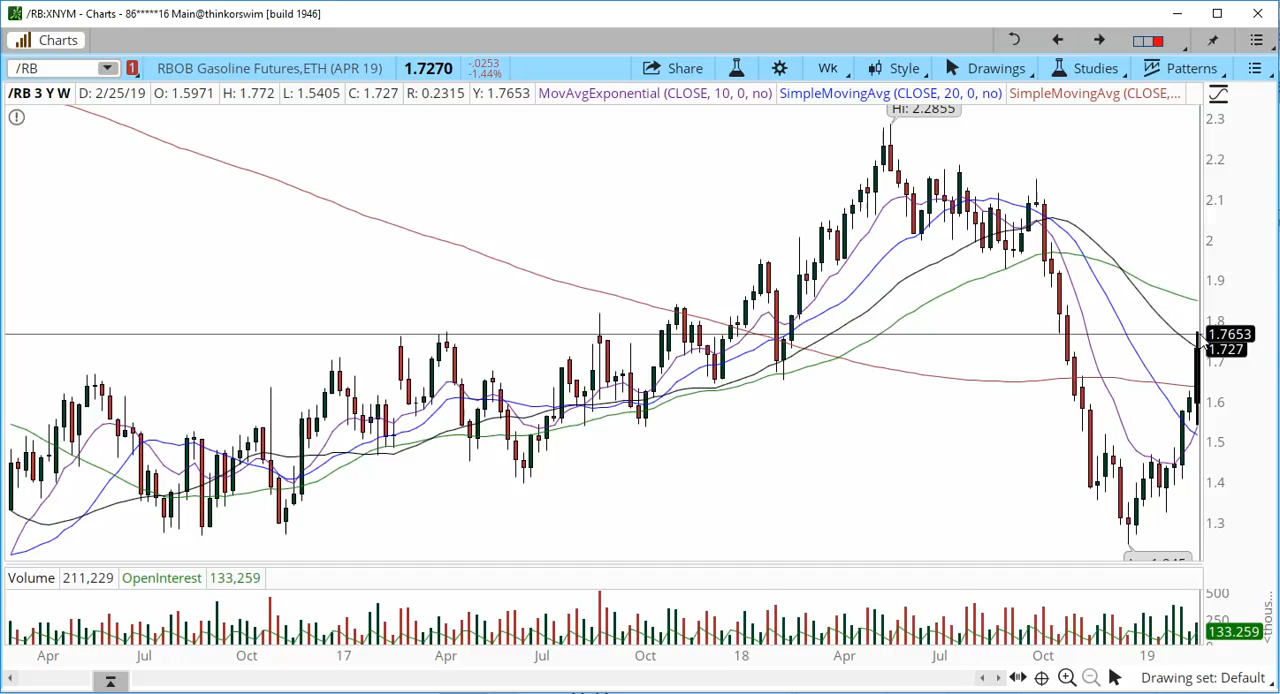 /RB:XNYM - Charts - 86*****16 Main@thinkorswim [build 1946]
Charts
/RB 1 RBOB Gasoline Futures,ETH (APR 19) 1.7270 -.0253 -1.44% Share Wk Style Drawings Studies Patterns
/RB 3 Y W D: 2/25/19 O: 1.5971 H: 1.772 L: 1.5405 C: 1.727 R: 0.2315 Y: 1.7653 MovAvgExponential (CLOSE, 10, 0, no) SimpleMovingAvg (CLOSE, 20, 0, no) SimpleMovingAvg (CLOSE,...
Hi: 2.2855
2.3
2.2
2.1
2
1.9
1.8
1.7653
1.727
1.6
1.5
1.4
1.3
Volume 211,229 OpenInterest 133,259
500
250
133.259
<thous...
Apr Jul Oct 17 Apr Jul Oct 18 Apr Jul Oct 19
Drawing set: Default